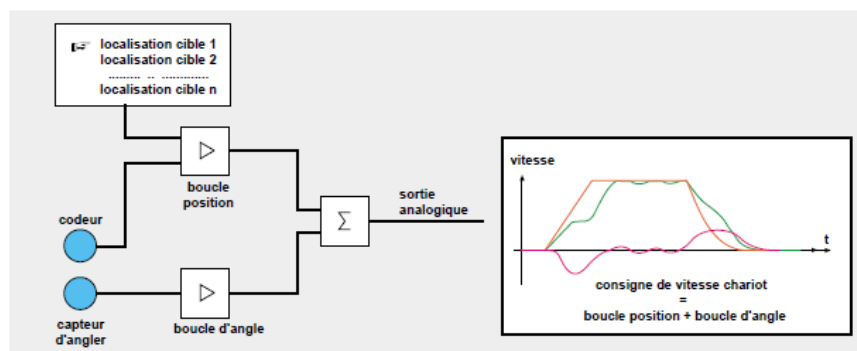 ☞ localisation cible 1
localisation cible 2
......... .. .............
localisation cible n
boucle
position
codeur
capteur
d'angler
boucle d'angle
Σ
sortie
analogique
vitesse
t
consigne de vitesse chariot
=
boucle position + boucle d'angle